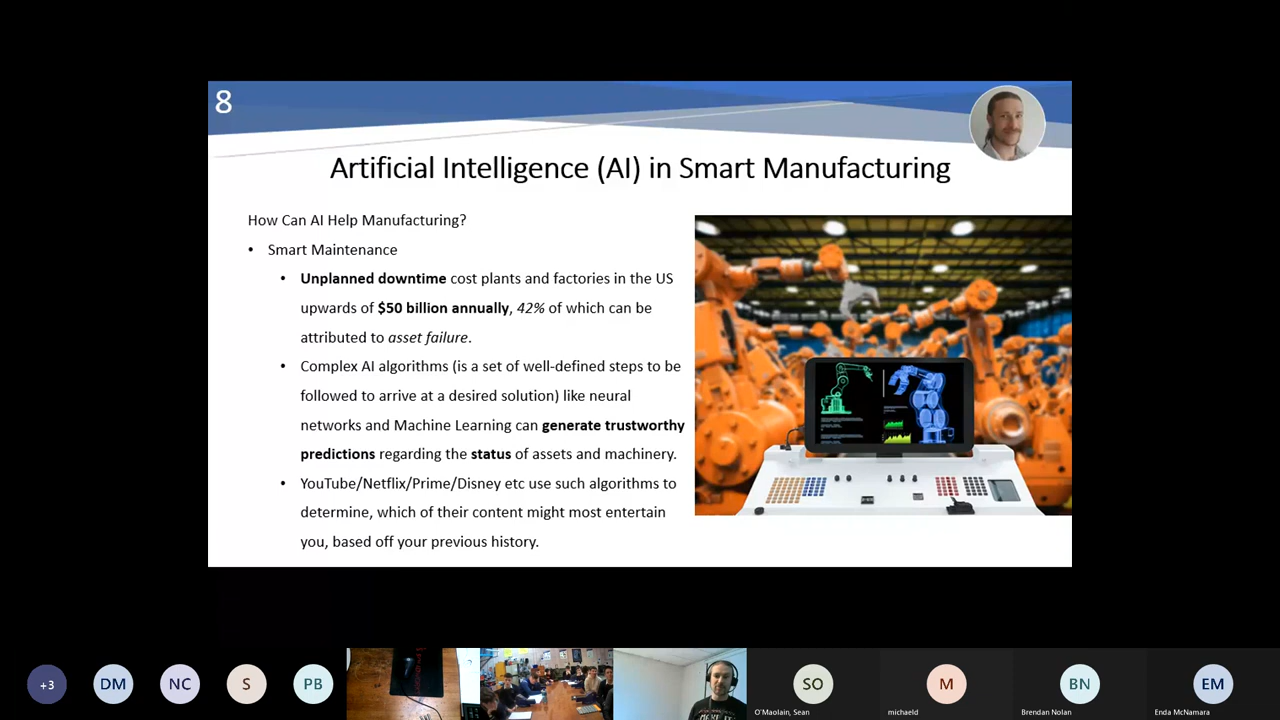 8
Artificial Intelligence (AI) in Smart Manufacturing
How Can AI Help Manufacturing?
• Smart Maintenance
• Unplanned downtime cost plants and factories in the US
upwards of $50 billion annually, 42% of which can be
attributed to asset failure.
• Complex AI algorithms (is a set of well-defined steps to be
followed to arrive at a desired solution) like neural
networks and Machine Learning can generate trustworthy
predictions regarding the status of assets and machinery.
• YouTube/Netflix/Prime/Disney etc use such algorithms to
determine, which of their content might most entertain
you, based off your previous history.
+3
DM
NC
S
PB
SO
O'Maolain, Sean
M
michaeld
BN
Brendan Nolan
EM
Enda McNamara